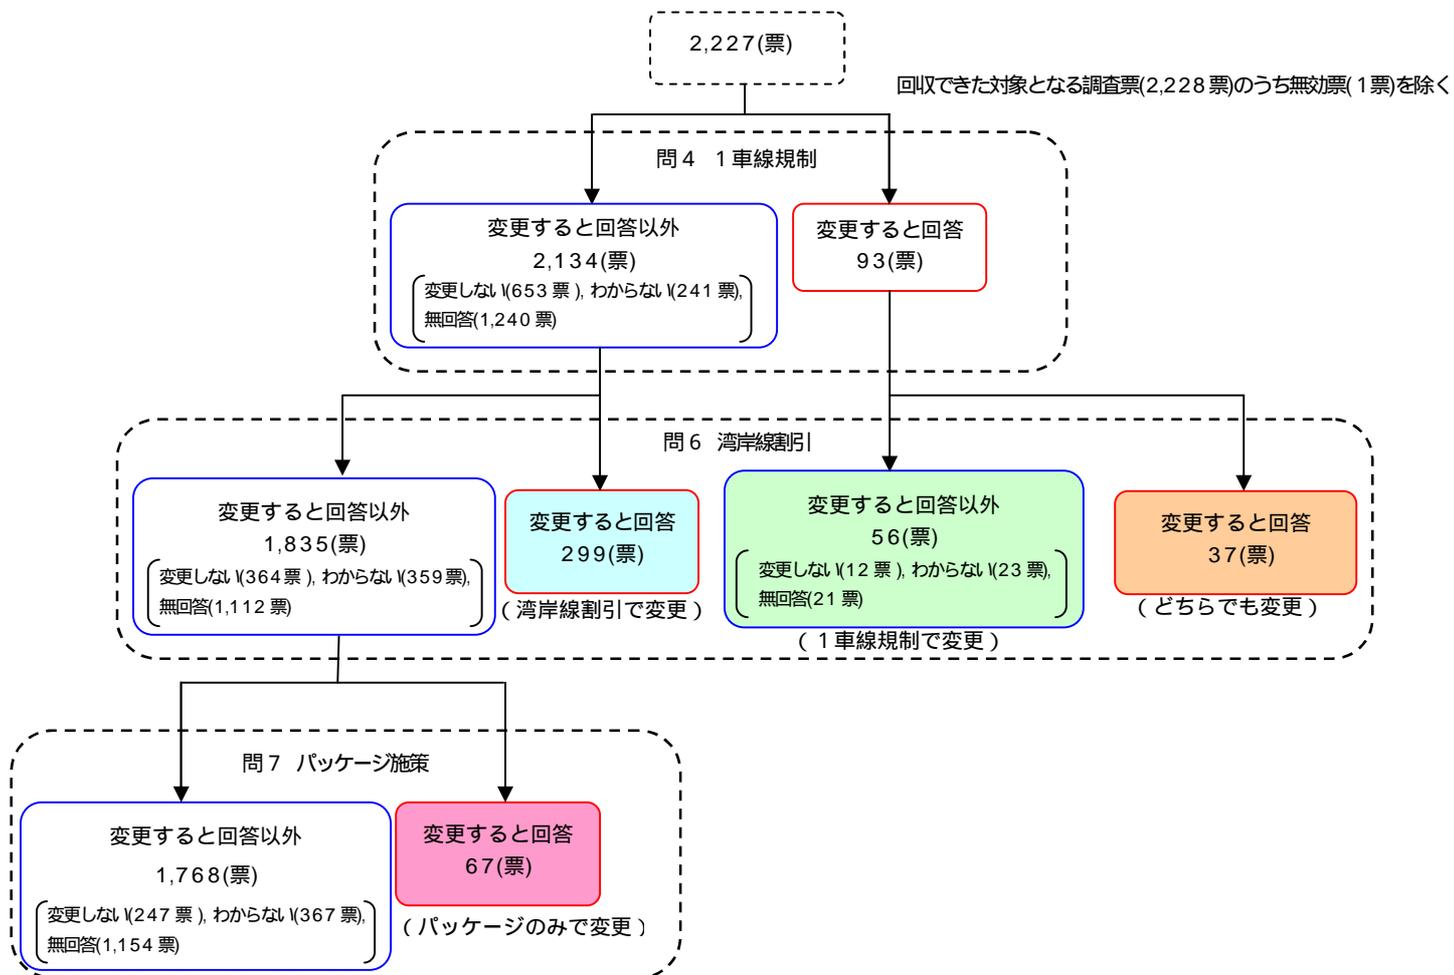 2,227(票)
回収できた対象となる調査票(2,228票)のうち無効票(1票)を除く
問4 1車線規制
変更すると回答以外
2,134(票)
変更しない(653票), わからない(241票),
無回答(1,240票)
変更すると回答
93(票)
問6 湾岸線割引
変更すると回答以外
1,835(票)
変更しない(364票), わからない(359票),
無回答(1,112票)
変更すると回答
299(票)
(湾岸線割引で変更)
変更すると回答以外
56(票)
変更しない(12票), わからない(23票),
無回答(21票)
(1車線規制で変更)
変更すると回答
37(票)
(どちらでも変更)
問7 パッケージ施策
変更すると回答以外
1,768(票)
変更しない(247票), わからない(367票),
無回答(1,154票)
変更すると回答
67(票)
(パッケージのみで変更)